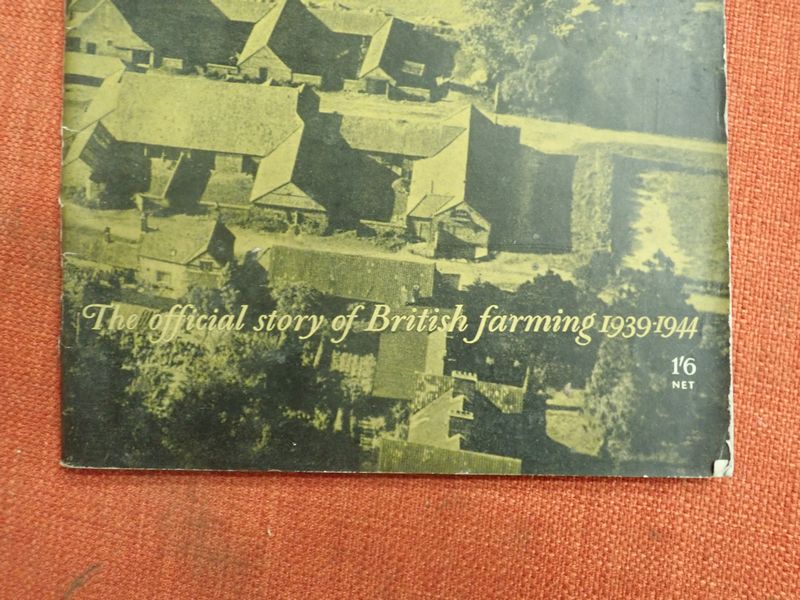 The official story of British farming 1939-1944
1'6
NET